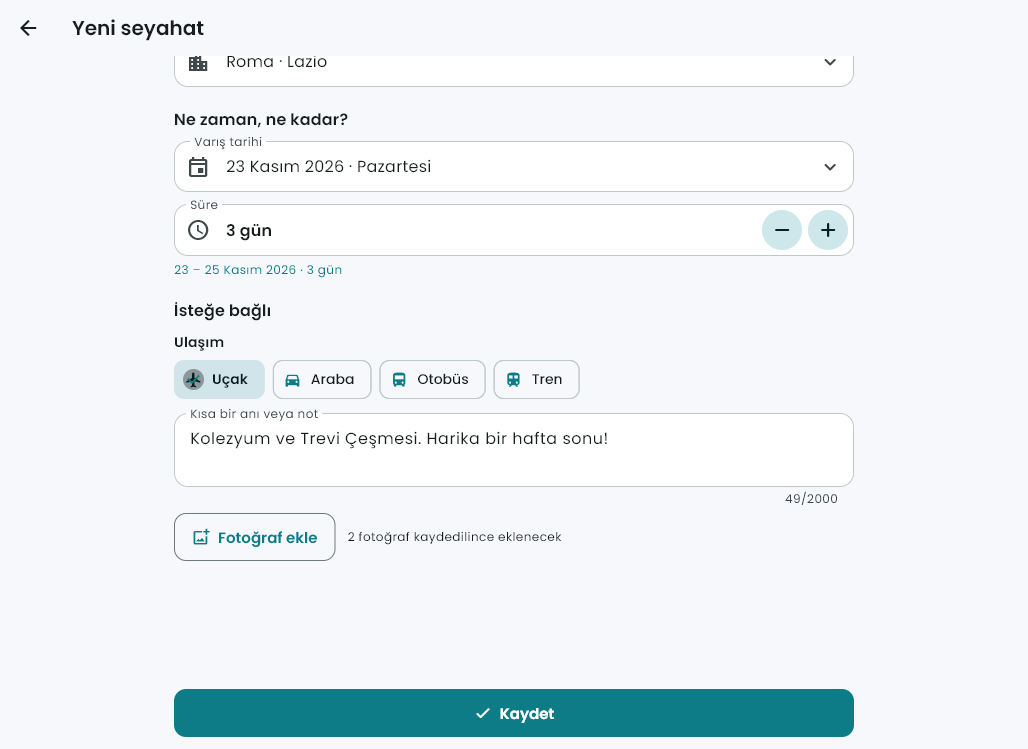 Yeni seyahat
Roma · Lazio
Ne zaman, ne kadar?
Varış tarihi
23 Kasım 2026 · Pazartesi
Süre
3 gün
23 – 25 Kasım 2026 · 3 gün
İsteğe bağlı
Ulaşım
Uçak Araba Otobüs Tren
Kısa bir anı veya not
Kolezyum ve Trevi Çeşmesi. Harika bir hafta sonu!
49/2000
Fotoğraf ekle 2 fotoğraf kaydedilince eklenecek
Kaydet